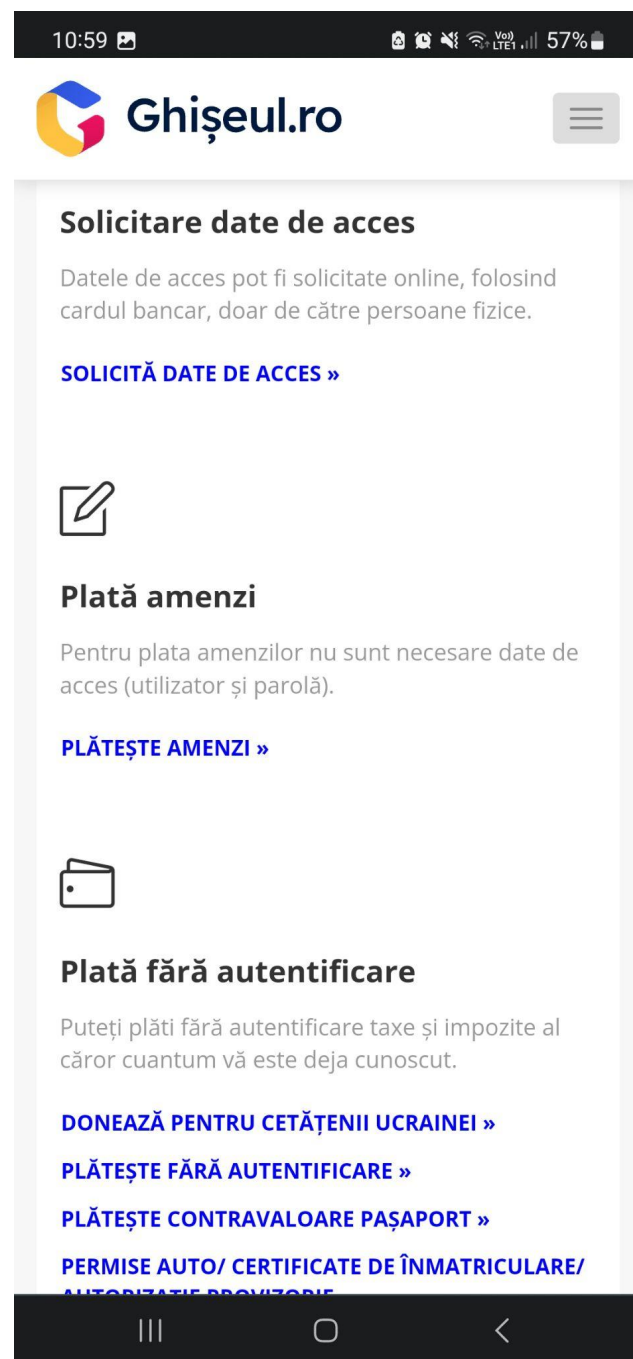 10:59
Vo))
LTE1
57%
Ghișeul.ro
Solicitare date de acces
Datele de acces pot fi solicitate online, folosind
cardul bancar, doar de către persoane fizice.
SOLICITĂ DATE DE ACCES »
Plată amenzi
Pentru plata amenzilor nu sunt necesare date de
acces (utilizator și parolă).
PLĂTEȘTE AMENZI »
Plată fără autentificare
Puteți plăti fără autentificare taxe și impozite al
căror cuantum vă este deja cunoscut.
DONEAZĂ PENTRU CETĂȚENII UCRAINEI »
PLĂTEȘTE FĂRĂ AUTENTIFICARE »
PLĂTEȘTE CONTRAVALOARE PAȘAPORT »
PERMISE AUTO/ CERTIFICATE DE ÎNMATRICULARE/